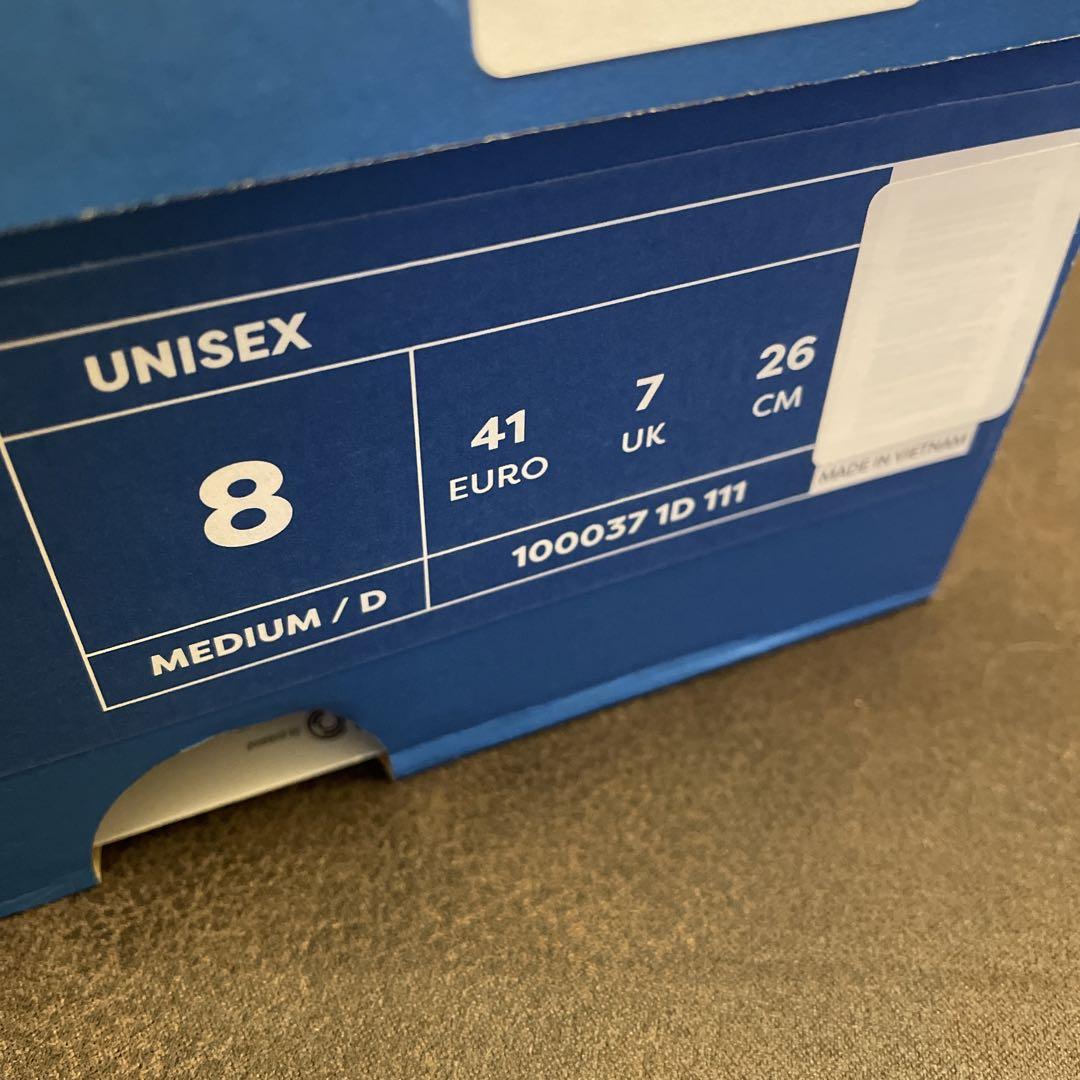 UNISEX
8
41
EURO
7
UK
26
CM
MEDIUM / D
100037 1D 111
MADE IN VIETNAM